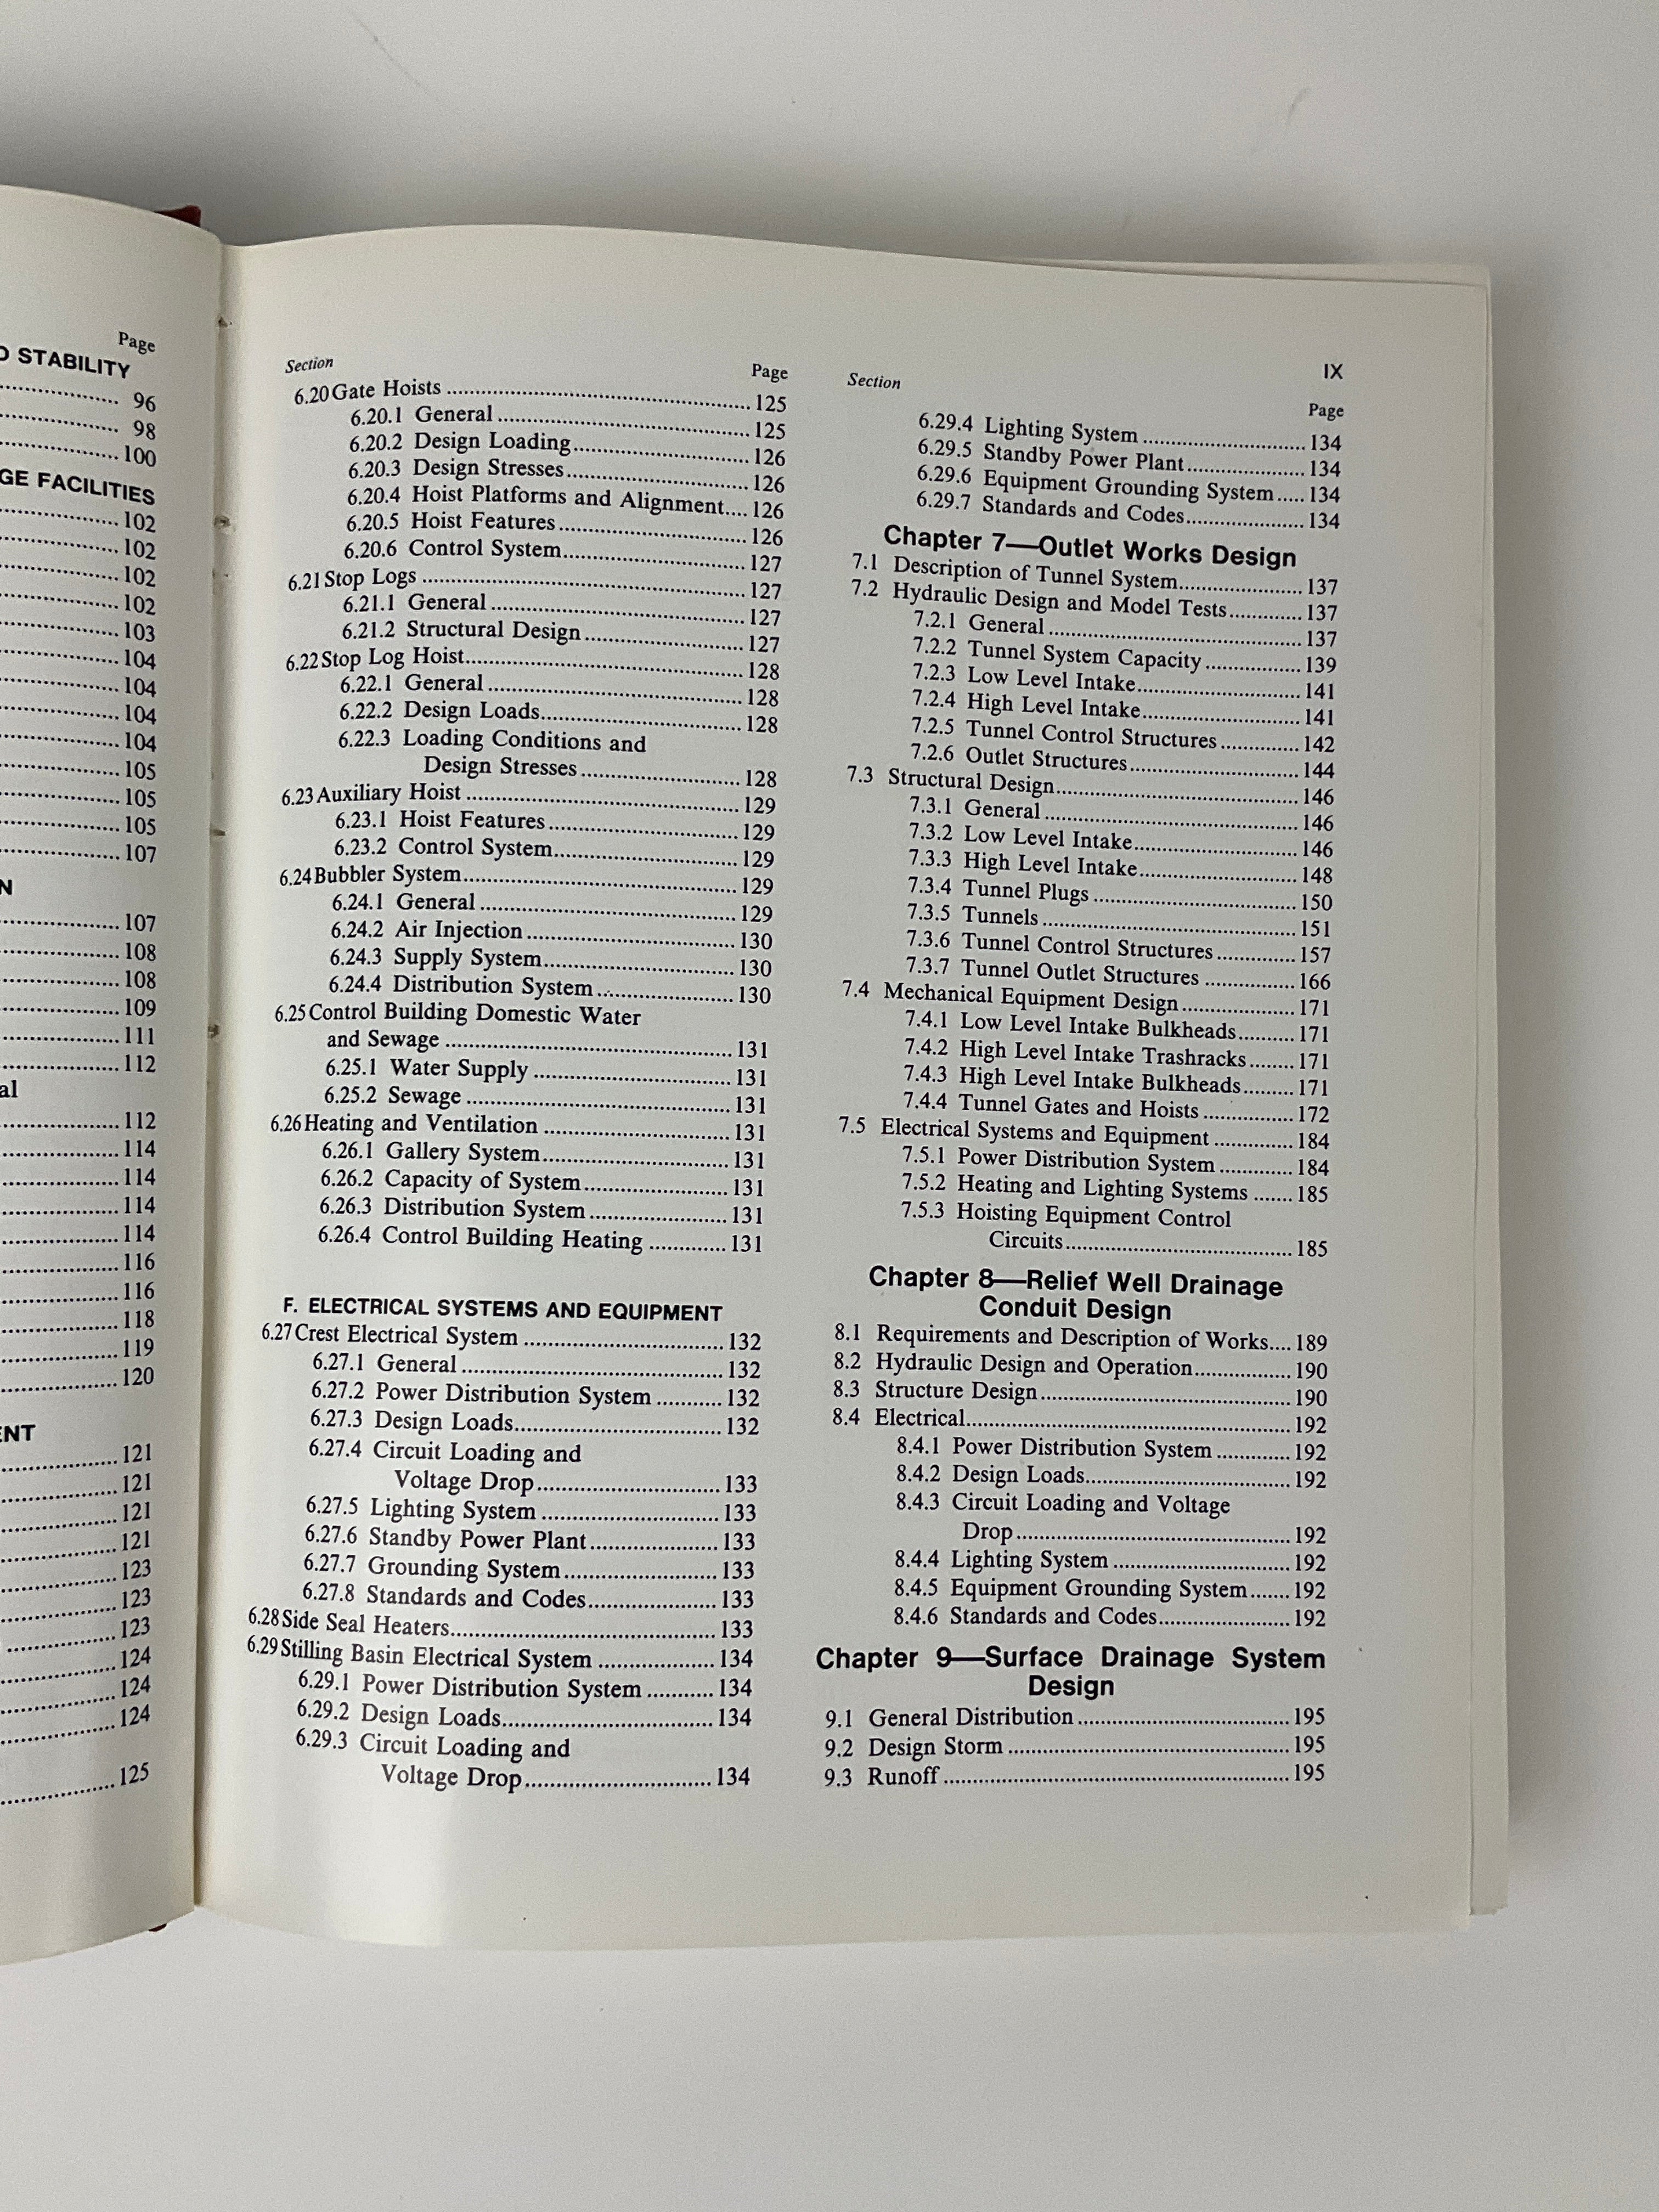 Page
STABILITY
96
98
100
GE FACILITIES
102
102
102
102
103
104
104
104
104
105
105
105
107
N
107
108
108
109
111
112
al
112
114
114
114
114
116
116
118
119
120
ENT
121
121
121
121
123
123
123
124
124
124
125
Section Page
6.20 Gate Hoists ........ 125
6.20.1 General ........ 125
6.20.2 Design Loading ........ 126
6.20.3 Design Stresses ........ 126
6.20.4 Hoist Platforms and Alignment.... 126
6.20.5 Hoist Features ........ 126
6.20.6 Control System ........ 127
6.21 Stop Logs ........ 127
6.21.1 General ........ 127
6.21.2 Structural Design ........ 127
6.22 Stop Log Hoist ........ 128
6.22.1 General ........ 128
6.22.2 Design Loads ........ 128
6.22.3 Loading Conditions and
Design Stresses ........ 128
6.23 Auxiliary Hoist ........ 129
6.23.1 Hoist Features ........ 129
6.23.2 Control System ........ 129
6.24 Bubbler System ........ 129
6.24.1 General ........ 129
6.24.2 Air Injection ........ 130
6.24.3 Supply System ........ 130
6.24.4 Distribution System ........ 130
6.25 Control Building Domestic Water
and Sewage ........ 131
6.25.1 Water Supply ........ 131
6.25.2 Sewage ........ 131
6.26 Heating and Ventilation ........ 131
6.26.1 Gallery System ........ 131
6.26.2 Capacity of System ........ 131
6.26.3 Distribution System ........ 131
6.26.4 Control Building Heating ........ 131
F. ELECTRICAL SYSTEMS AND EQUIPMENT
6.27 Crest Electrical System ........ 132
6.27.1 General ........ 132
6.27.2 Power Distribution System ........ 132
6.27.3 Design Loads ........ 132
6.27.4 Circuit Loading and
Voltage Drop ........ 133
6.27.5 Lighting System ........ 133
6.27.6 Standby Power Plant ........ 133
6.27.7 Grounding System ........ 133
6.27.8 Standards and Codes ........ 133
6.28 Side Seal Heaters ........ 133
6.29 Stilling Basin Electrical System ........ 134
6.29.1 Power Distribution System ........ 134
6.29.2 Design Loads ........ 134
6.29.3 Circuit Loading and
Voltage Drop ........ 134
IX
Section Page
6.29.4 Lighting System ........ 134
6.29.5 Standby Power Plant ........ 134
6.29.6 Equipment Grounding System ..... 134
6.29.7 Standards and Codes ........ 134
Chapter 7—Outlet Works Design
7.1 Description of Tunnel System ........ 137
7.2 Hydraulic Design and Model Tests ........ 137
7.2.1 General ........ 137
7.2.2 Tunnel System Capacity ........ 139
7.2.3 Low Level Intake ........ 141
7.2.4 High Level Intake ........ 141
7.2.5 Tunnel Control Structures ........ 142
7.2.6 Outlet Structures ........ 144
7.3 Structural Design ........ 146
7.3.1 General ........ 146
7.3.2 Low Level Intake ........ 146
7.3.3 High Level Intake ........ 148
7.3.4 Tunnel Plugs ........ 150
7.3.5 Tunnels ........ 151
7.3.6 Tunnel Control Structures ........ 157
7.3.7 Tunnel Outlet Structures ........ 166
7.4 Mechanical Equipment Design ........ 171
7.4.1 Low Level Intake Bulkheads ........ 171
7.4.2 High Level Intake Trashracks ....... 171
7.4.3 High Level Intake Bulkheads ........ 171
7.4.4 Tunnel Gates and Hoists ........ 172
7.5 Electrical Systems and Equipment ........ 184
7.5.1 Power Distribution System ........ 184
7.5.2 Heating and Lighting Systems ....... 185
7.5.3 Hoisting Equipment Control
Circuits ........ 185
Chapter 8—Relief Well Drainage
Conduit Design
8.1 Requirements and Description of Works.... 189
8.2 Hydraulic Design and Operation ........ 190
8.3 Structure Design ........ 190
8.4 Electrical ........ 192
8.4.1 Power Distribution System ........ 192
8.4.2 Design Loads ........ 192
8.4.3 Circuit Loading and Voltage
Drop ........ 192
8.4.4 Lighting System ........ 192
8.4.5 Equipment Grounding System ....... 192
8.4.6 Standards and Codes ........ 192
Chapter 9—Surface Drainage System
Design
9.1 General Distribution ........ 195
9.2 Design Storm ........ 195
9.3 Runoff ........ 195